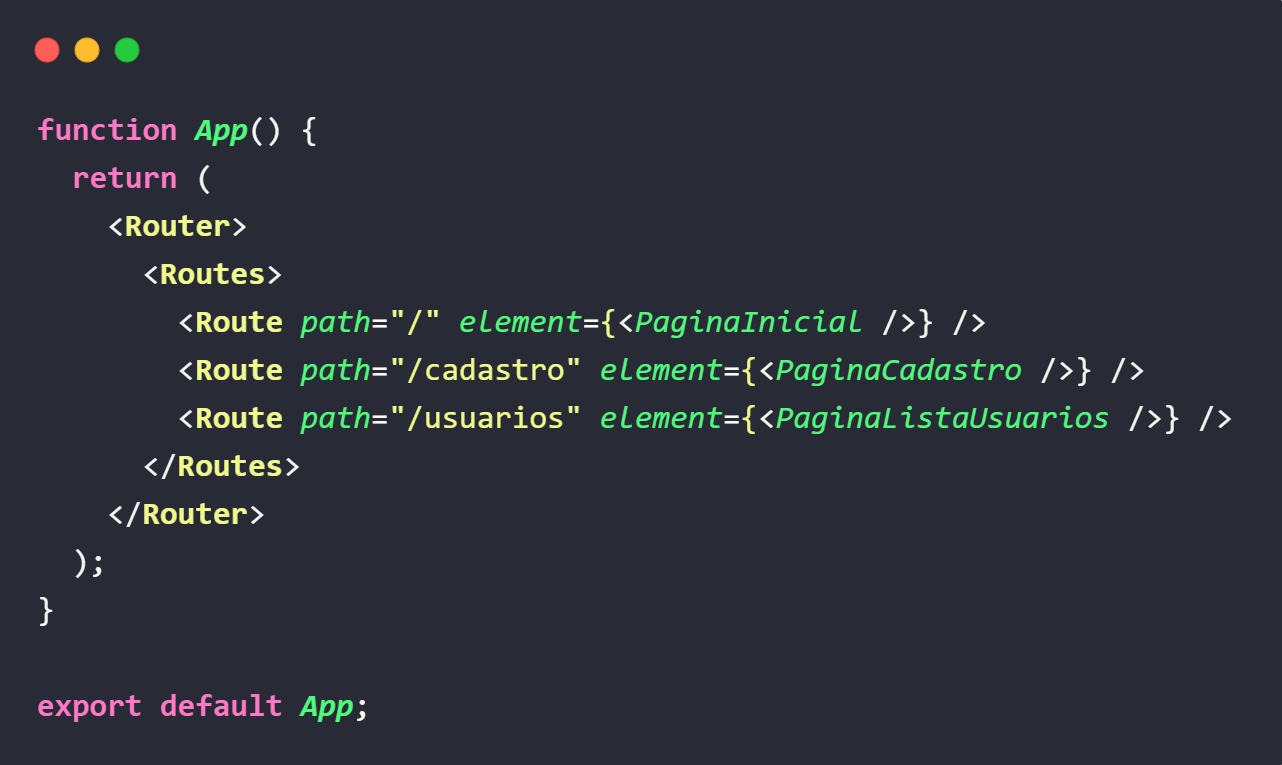 function App() {
  return (
    <Router>
      <Routes>
        <Route path="/" element={<PaginaInicial />} />
        <Route path="/cadastro" element={<PaginaCadastro />} />
        <Route path="/usuarios" element={<PaginaListaUsuarios />} />
      </Routes>
    </Router>
  );
}
export default App;